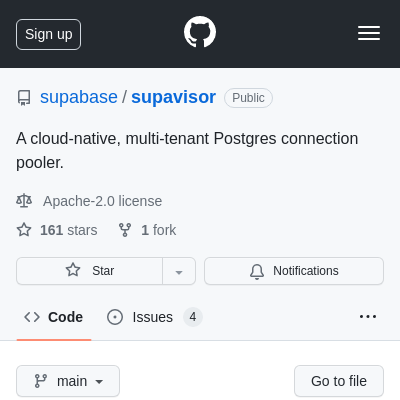 Sign up
supabase / supavisor Public
A cloud-native, multi-tenant Postgres connection
pooler.
Apache-2.0 license
161 stars 1 fork
Star Notifications
Code Issues 4
main Go to file